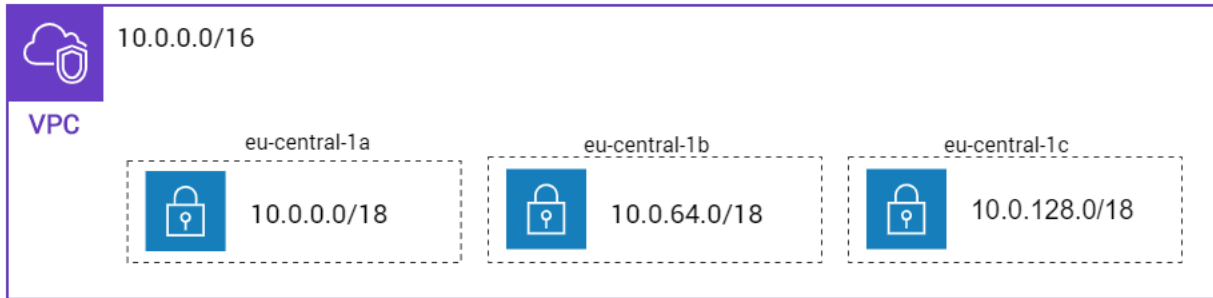 10.0.0.0/16
VPC
eu-central-1a
10.0.0.0/18
eu-central-1b
10.0.64.0/18
eu-central-1c
10.0.128.0/18